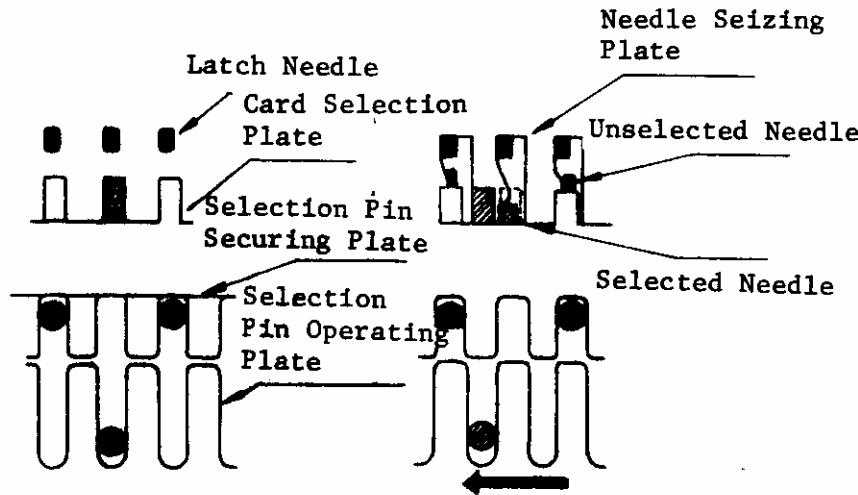 Latch Needle
Card Selection
Plate
Selection Pin
Securing Plate
Selection
Pin Operating
Plate
Needle Seizing
Plate
Unselected Needle
Selected Needle